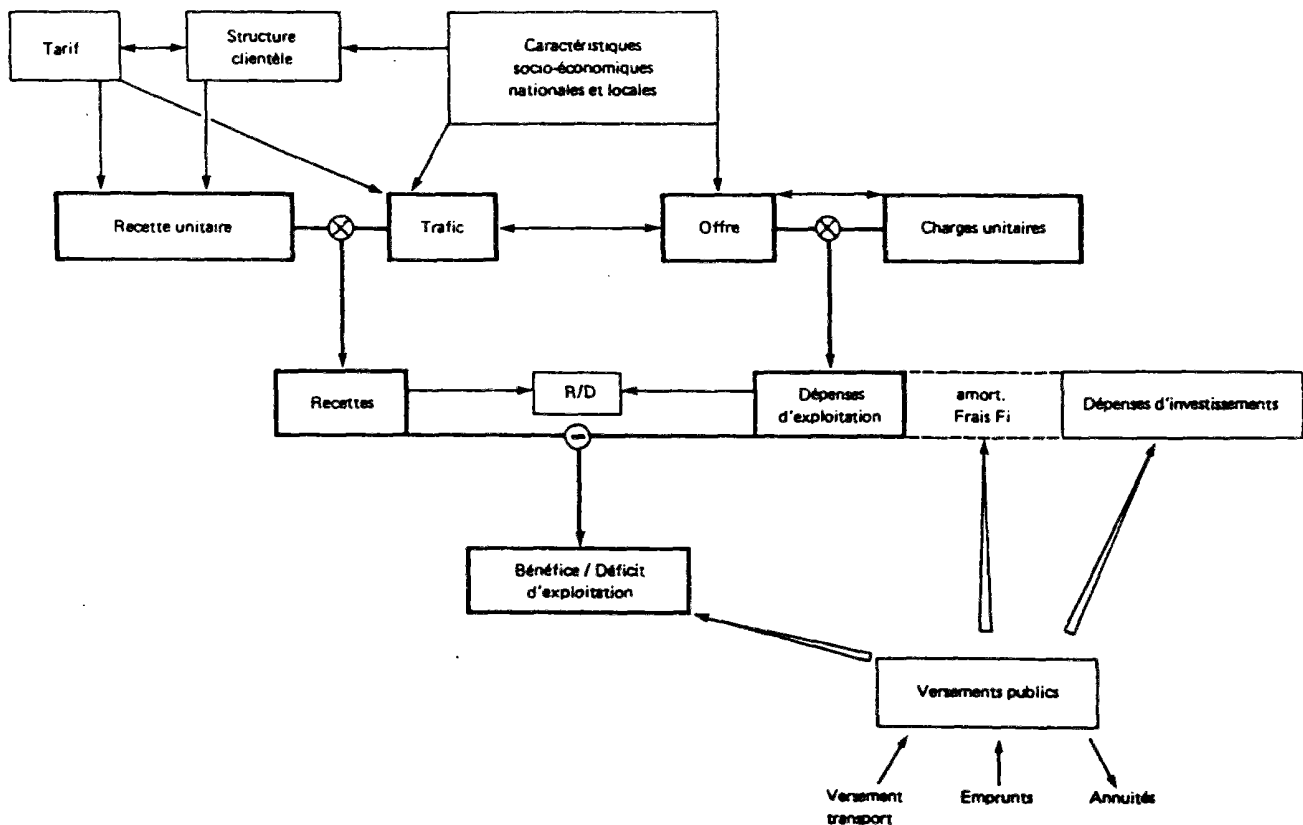 Tarif
Structure
clientèle
Caractéristiques
socio-économiques
nationales et locales
Recette unitaire
Trafic
Offre
Charges unitaires
Recettes
R/D
Dépenses
d'exploitation
amort.
Frais Fi
Dépenses d'investissements
Bénéfice / Déficit
d'exploitation
Versements publics
Versement
transport
Emprunts
Annuités